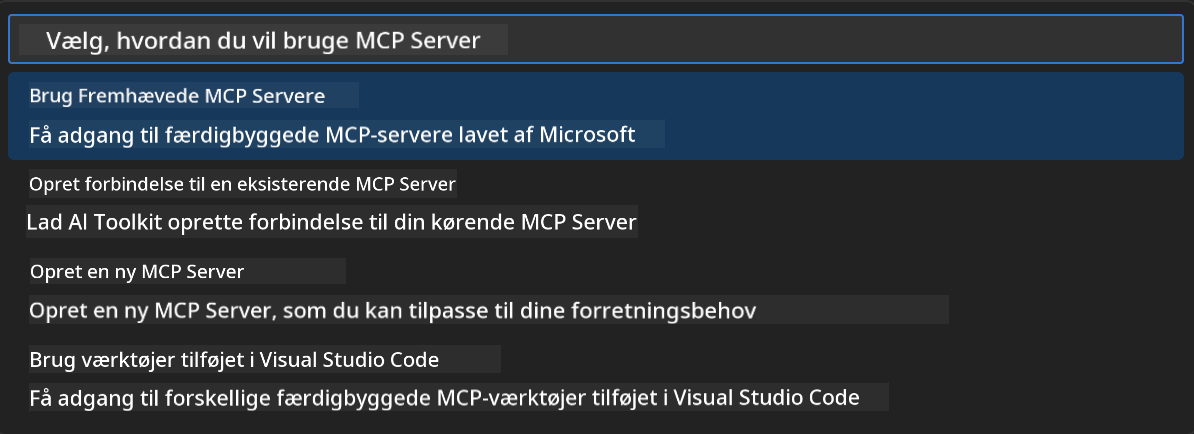 Vælg, hvordan du vil bruge MCP Server
Brug Fremhævede MCP Servere
Få adgang til færdigbyggede MCP-servere lavet af Microsoft
Opret forbindelse til en eksisterende MCP Server
Lad AI Toolkit oprette forbindelse til din kørende MCP Server
Opret en ny MCP Server
Opret en ny MCP Server, som du kan tilpasse til dine forretningsbehov
Brug værktøjer tilføjet i Visual Studio Code
Få adgang til forskellige færdigbyggede MCP-værktøjer tilføjet i Visual Studio Code